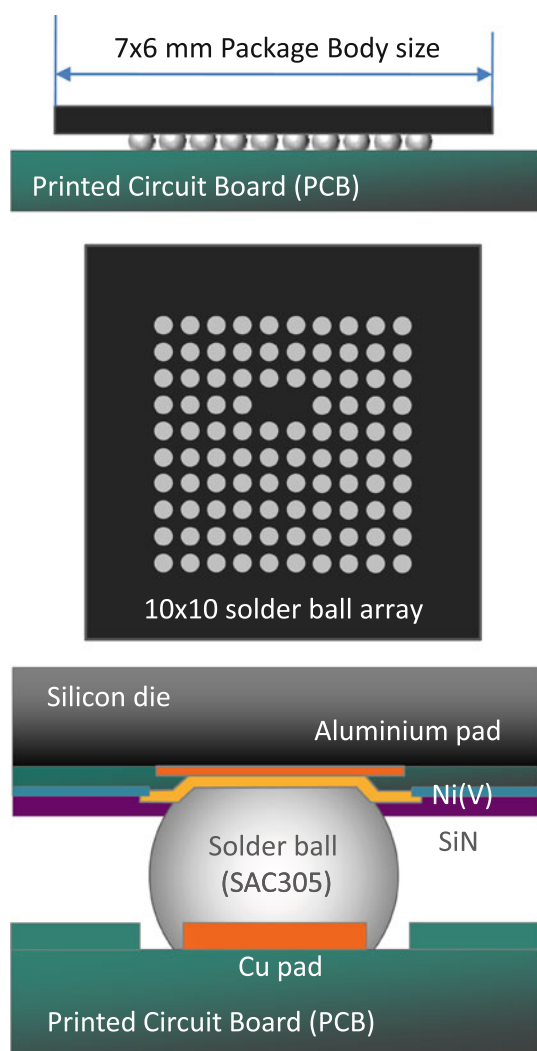 7x6 mm Package Body size
Printed Circuit Board (PCB)
10x10 solder ball array
Silicon die
Aluminium pad
Ni(V)
SiN
Solder ball
(SAC305)
Cu pad
Printed Circuit Board (PCB)